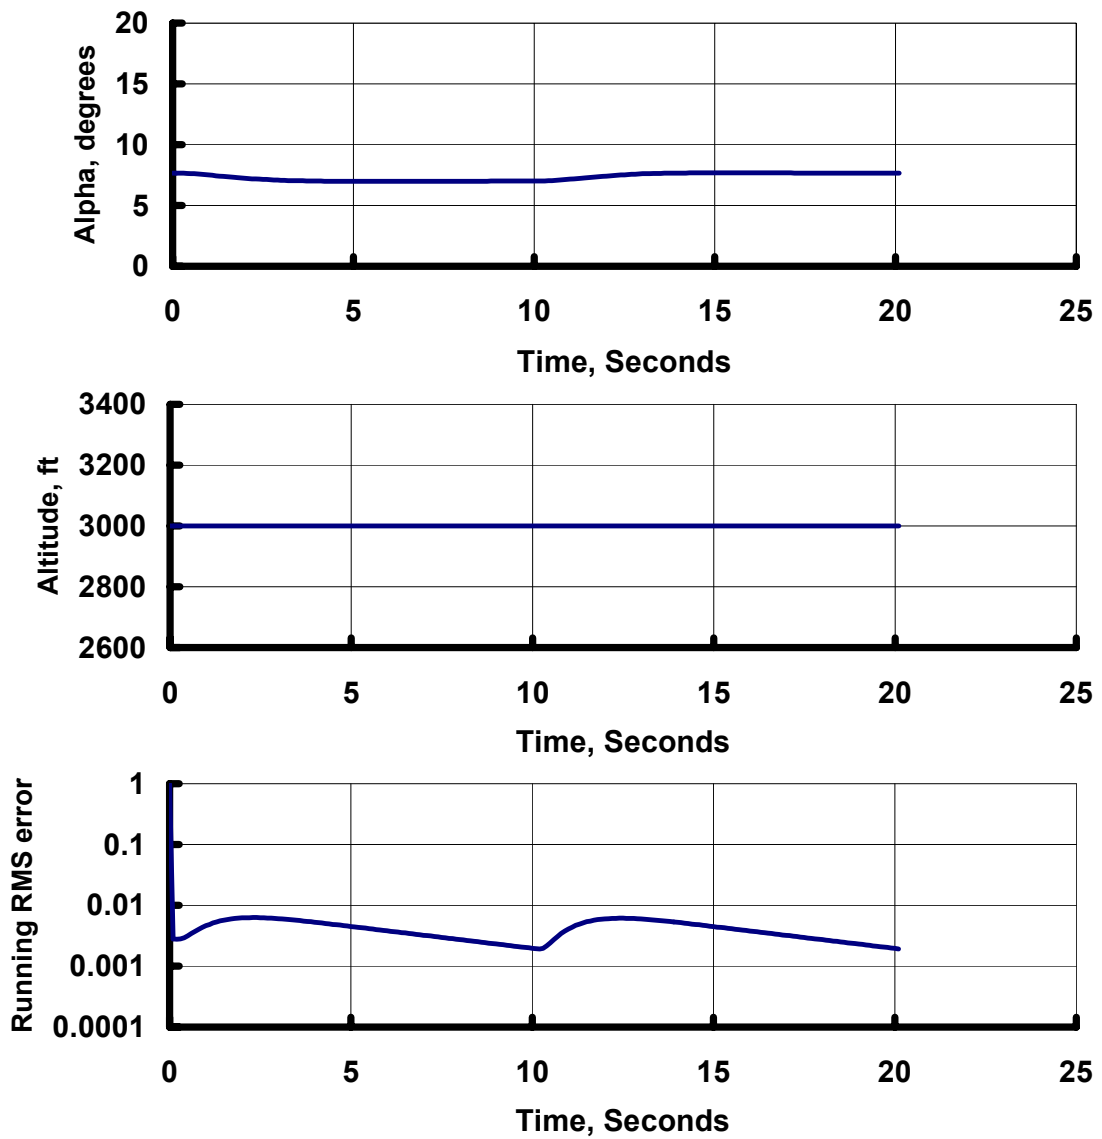 20
15
10
5
0
Alpha, degrees
0 5 10 15 20 25
Time, Seconds
3400
3200
3000
2800
2600
Altitude, ft
0 5 10 15 20 25
Time, Seconds
1
0.1
0.01
0.001
0.0001
Running RMS error
0 5 10 15 20 25
Time, Seconds